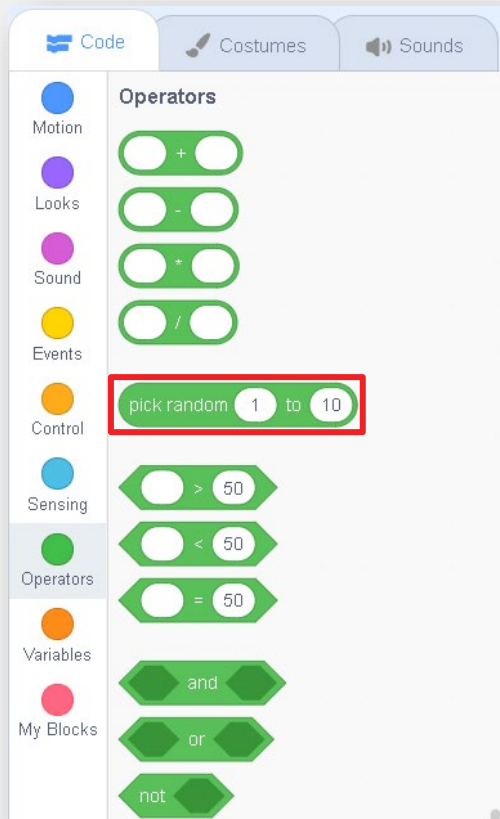 Code
Costumes
Sounds
Motion
Looks
Sound
Events
Control
Sensing
Operators
Variables
My Blocks
Operators
+
-
*
/
pick random 1 to 10
> 50
< 50
= 50
and
or
not